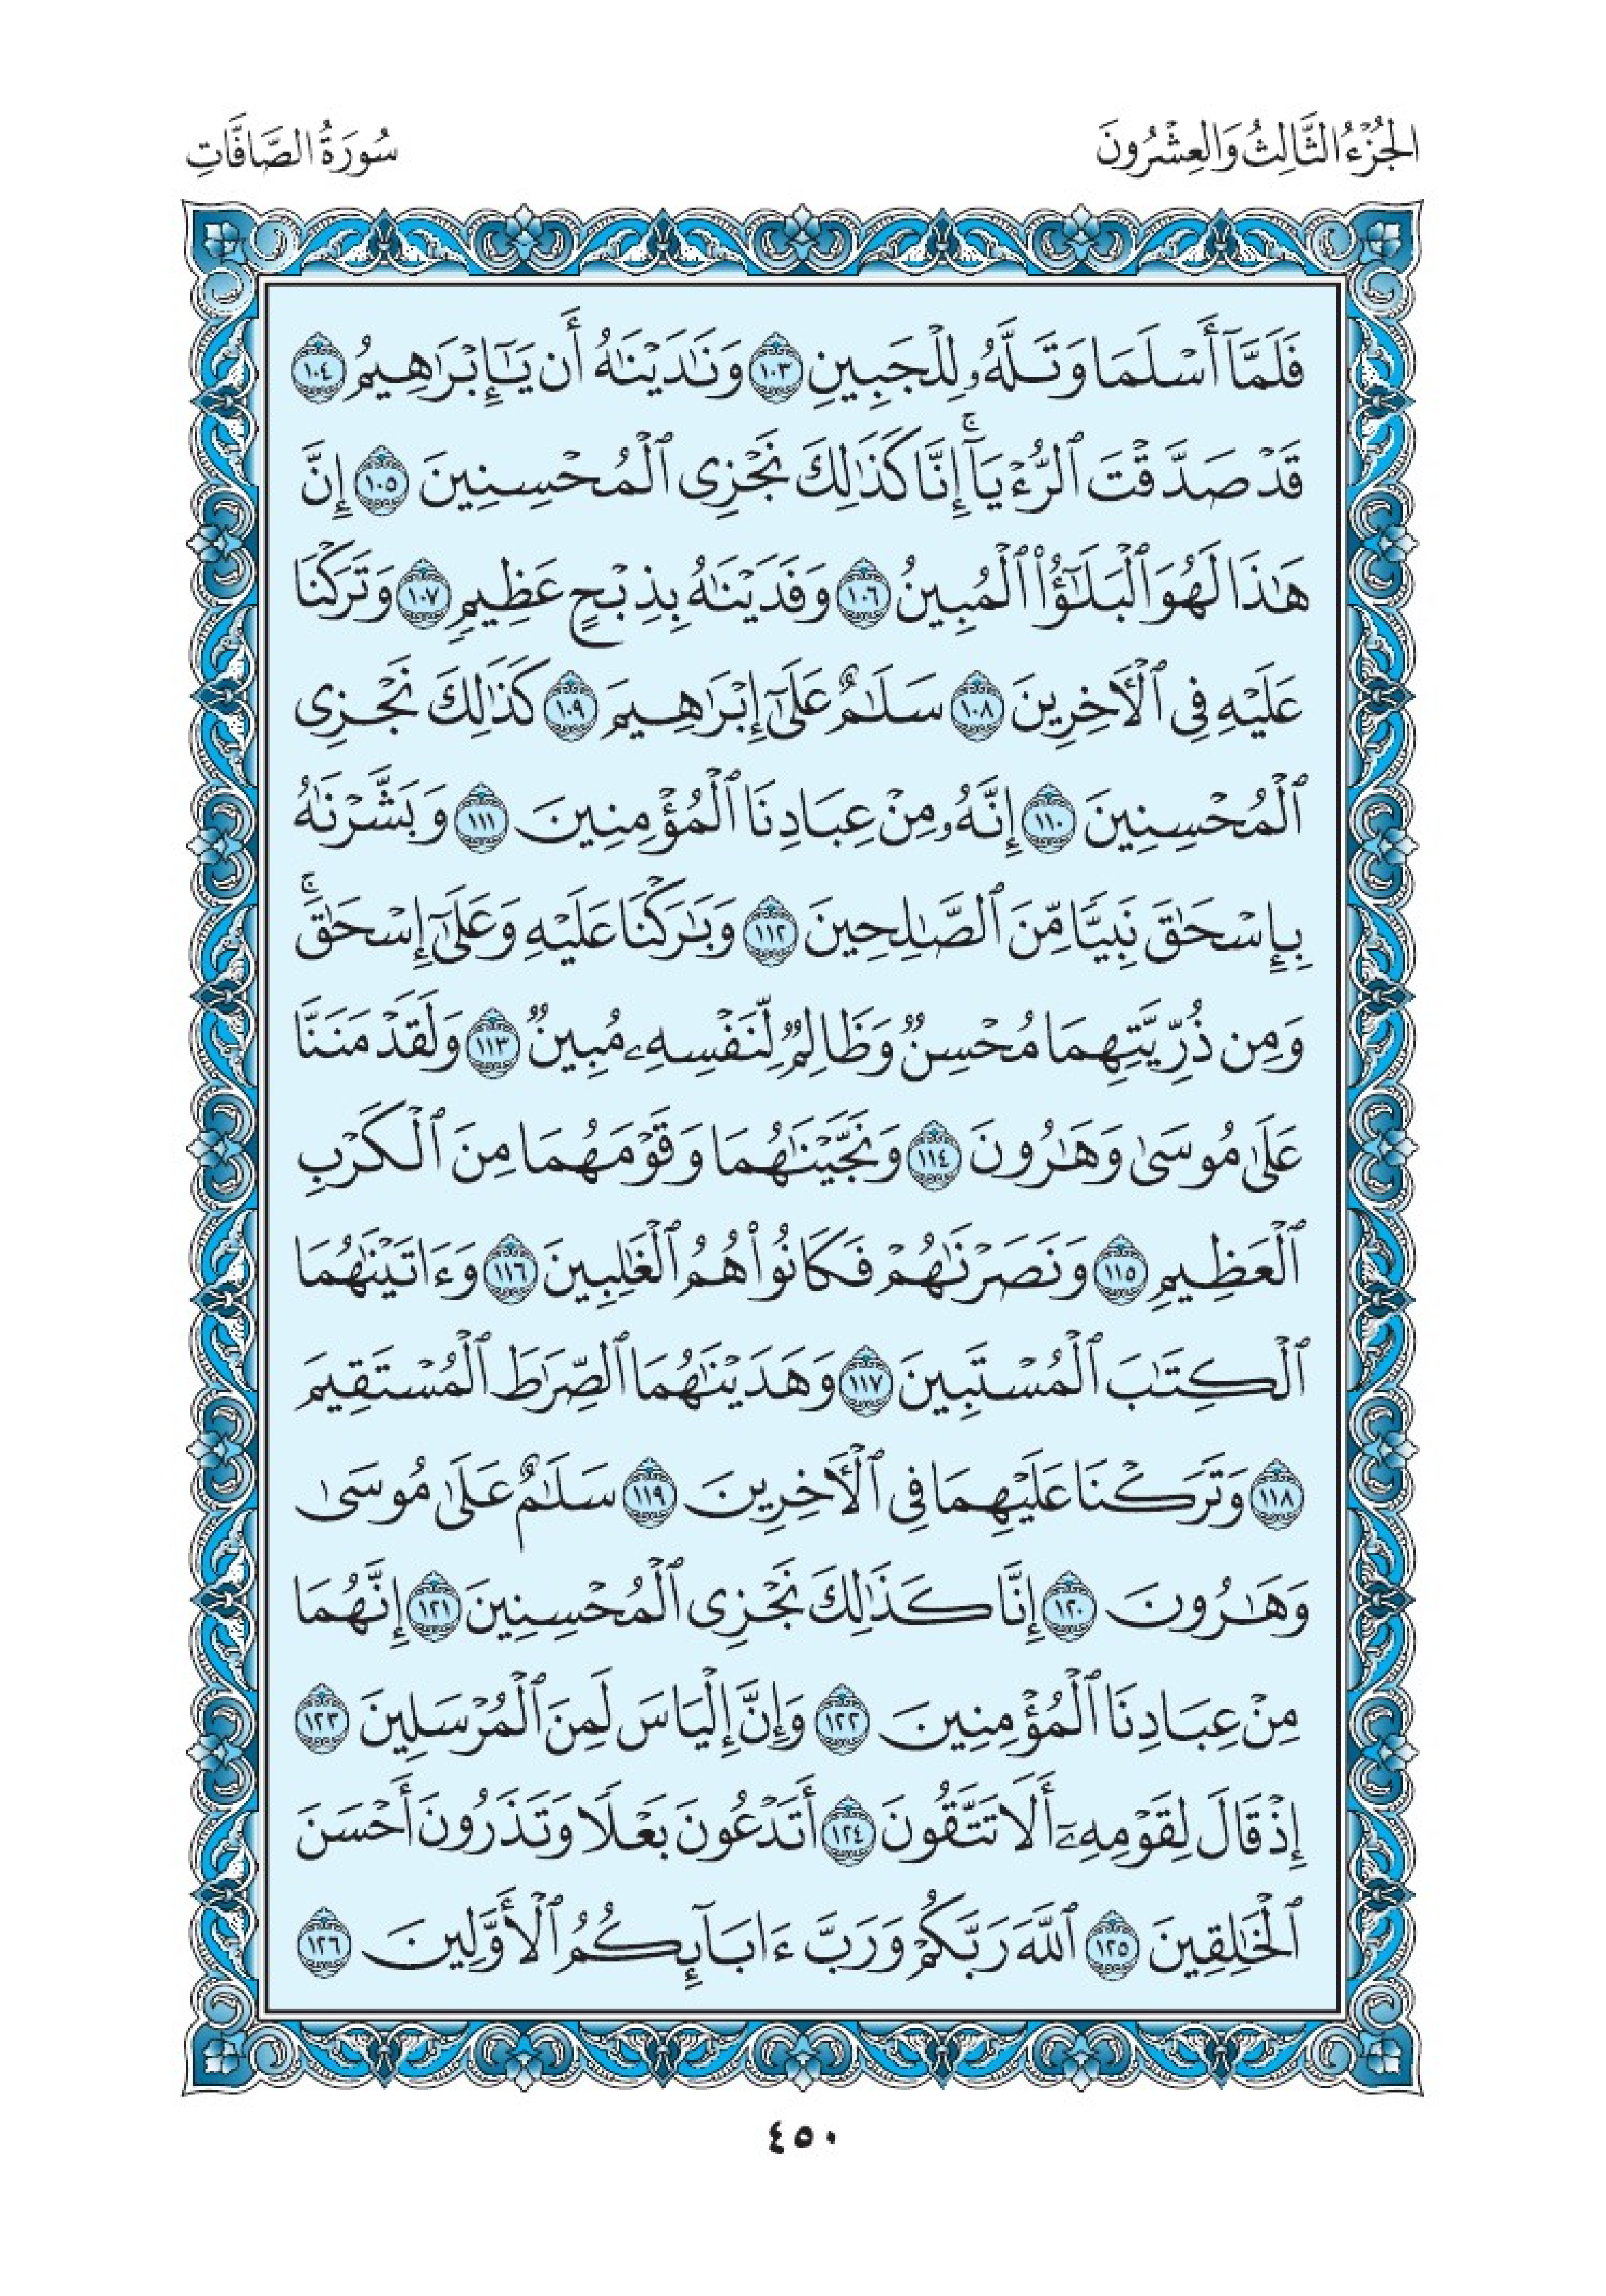 الجُزْءُ الثَّالِثُ وَالعِشْرُونَ
سُورَةُ الصَّافَّاتِ
فَلَمَّآ أَسْلَمَا وَتَلَّهُۥ لِلْجَبِينِ ١٠٣ وَنَٰدَيْنَٰهُ أَن يَٰٓإِبْرَٰهِيمُ ١٠٤
قَدْ صَدَّقْتَ ٱلرُّءْيَآ ۚ إِنَّا كَذَٰلِكَ نَجْزِى ٱلْمُحْسِنِينَ ١٠٥ إِنَّ
هَٰذَا لَهُوَ ٱلْبَلَٰٓؤُا۟ ٱلْمُبِينُ ١٠٦ وَفَدَيْنَٰهُ بِذِبْحٍ عَظِيمٍ ١٠٧ وَتَرَكْنَا
عَلَيْهِ فِى ٱلْءَاخِرِينَ ١٠٨ سَلَٰمٌ عَلَىٰٓ إِبْرَٰهِيمَ ١٠٩ كَذَٰلِكَ نَجْزِى
ٱلْمُحْسِنِينَ ١١٠ إِنَّهُۥ مِنْ عِبَادِنَا ٱلْمُؤْمِنِينَ ١١١ وَبَشَّرْنَٰهُ
بِإِسْحَٰقَ نَبِيًّا مِّنَ ٱلصَّٰلِحِينَ ١١٢ وَبَٰرَكْنَا عَلَيْهِ وَعَلَىٰٓ إِسْحَٰقَ ۚ
وَمِن ذُرِّيَّتِهِمَا مُحْسِنٌ وَظَالِمٌ لِّنَفْسِهِۦ مُبِينٌ ١١٣ وَلَقَدْ مَنَنَّا
عَلَىٰ مُوسَىٰ وَهَٰرُونَ ١١٤ وَنَجَّيْنَٰهُمَا وَقَوْمَهُمَا مِنَ ٱلْكَرْبِ
ٱلْعَظِيمِ ١١٥ وَنَصَرْنَٰهُمْ فَكَانُوا۟ هُمُ ٱلْغَٰلِبِينَ ١١٦ وَءَاتَيْنَٰهُمَا
ٱلْكِتَٰبَ ٱلْمُسْتَبِينَ ١١٧ وَهَدَيْنَٰهُمَا ٱلصِّرَٰطَ ٱلْمُسْتَقِيمَ
١١٨ وَتَرَكْنَا عَلَيْهِمَا فِى ٱلْءَاخِرِينَ ١١٩ سَلَٰمٌ عَلَىٰ مُوسَىٰ
وَهَٰرُونَ ١٢٠ إِنَّا كَذَٰلِكَ نَجْزِى ٱلْمُحْسِنِينَ ١٢١ إِنَّهُمَا
مِنْ عِبَادِنَا ٱلْمُؤْمِنِينَ ١٢٢ وَإِنَّ إِلْيَاسَ لَمِنَ ٱلْمُرْسَلِينَ ١٢٣
إِذْ قَالَ لِقَوْمِهِۦٓ أَلَا تَتَّقُونَ ١٢٤ أَتَدْعُونَ بَعْلًا وَتَذَرُونَ أَحْسَنَ
ٱلْخَٰلِقِينَ ١٢٥ ٱللَّهَ رَبَّكُمْ وَرَبَّ ءَابَآئِكُمُ ٱلْأَوَّلِينَ ١٢٦
٤٥٠